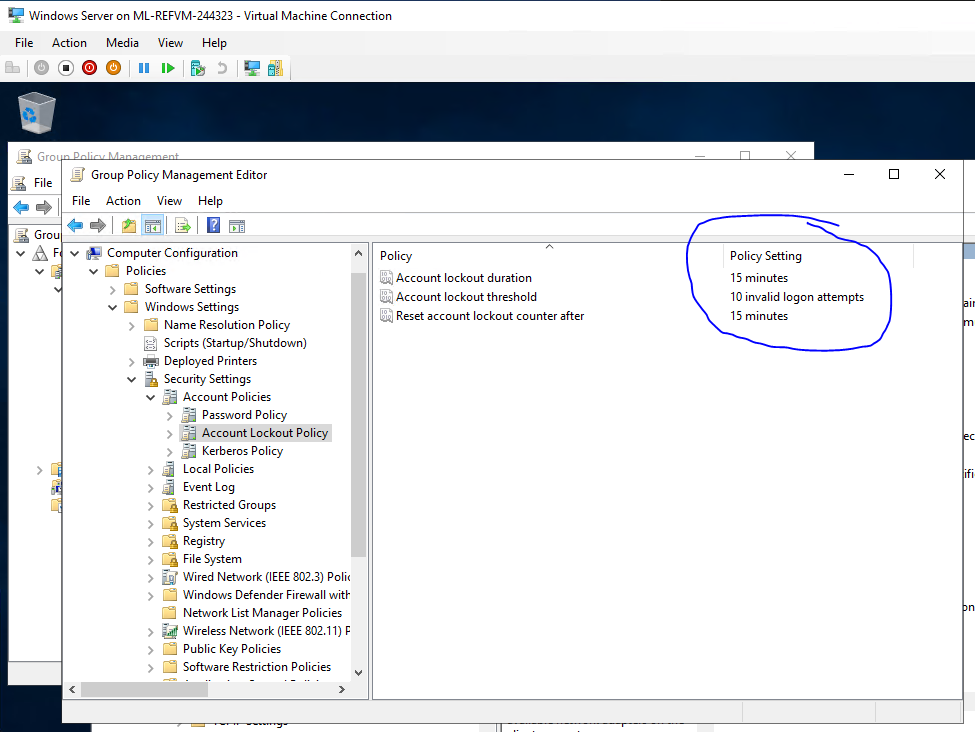 Windows Server on ML-REFVM-244323 - Virtual Machine Connection
File Action Media View Help
Group Policy Management
File
Group Policy Management Editor
File Action View Help
Computer Configuration
Policies
Software Settings
Windows Settings
Name Resolution Policy
Scripts (Startup/Shutdown)
Deployed Printers
Security Settings
Account Policies
Password Policy
Account Lockout Policy
Kerberos Policy
Local Policies
Event Log
Restricted Groups
System Services
Registry
File System
Wired Network (IEEE 802.3) Polic
Windows Defender Firewall with
Network List Manager Policies
Wireless Network (IEEE 802.11) P
Public Key Policies
Software Restriction Policies
Policy Policy Setting
Account lockout duration 15 minutes
Account lockout threshold 10 invalid logon attempts
Reset account lockout counter after 15 minutes